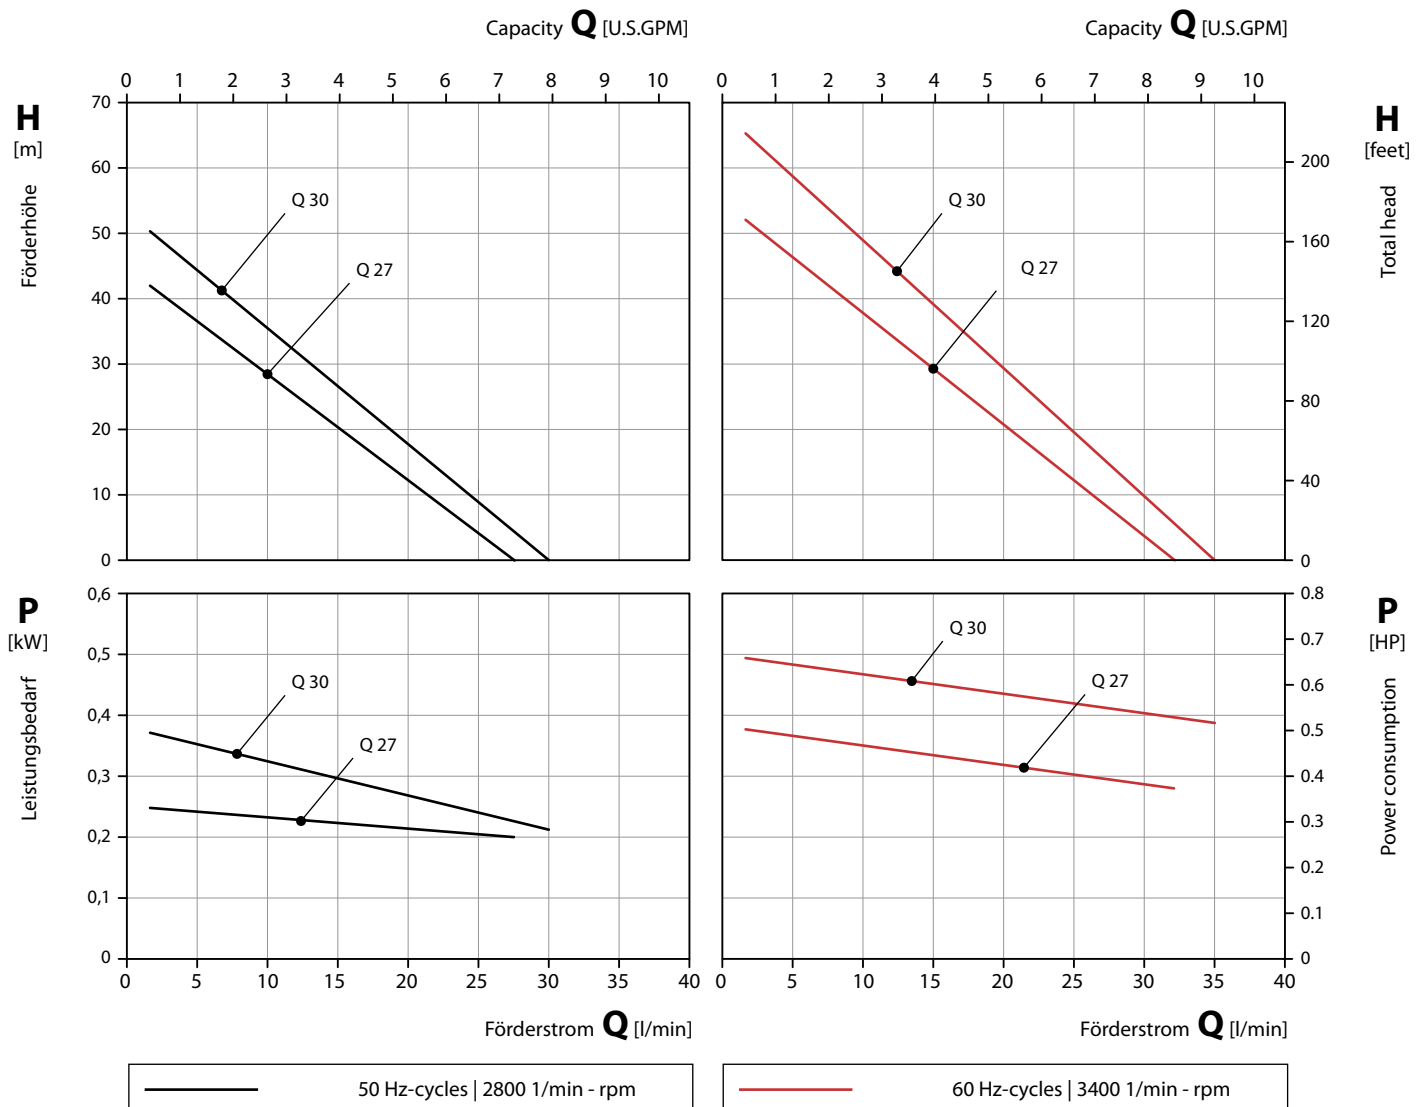 Capacity Q [U.S.GPM]
Capacity Q [U.S.GPM]
0 1 2 3 4 5 6 7 8 9 10
0 1 2 3 4 5 6 7 8 9 10
H
[m]
Förderhöhe
70
60
50
40
30
20
10
0
Q 30
Q 27
Q 30
Q 27
H
[feet]
Total head
200
160
120
80
40
0
P
[kW]
Leistungsbedarf
0,6
0,5
0,4
0,3
0,2
0,1
0
Q 30
Q 27
Q 30
Q 27
P
[HP]
Power consumption
0.8
0.7
0.6
0.5
0.4
0.3
0.2
0.1
0
0 5 10 15 20 25 30 35 40
0 5 10 15 20 25 30 35 40
Förderstrom Q [l/min]
Förderstrom Q [l/min]
50 Hz-cycles | 2800 1/min - rpm
60 Hz-cycles | 3400 1/min - rpm